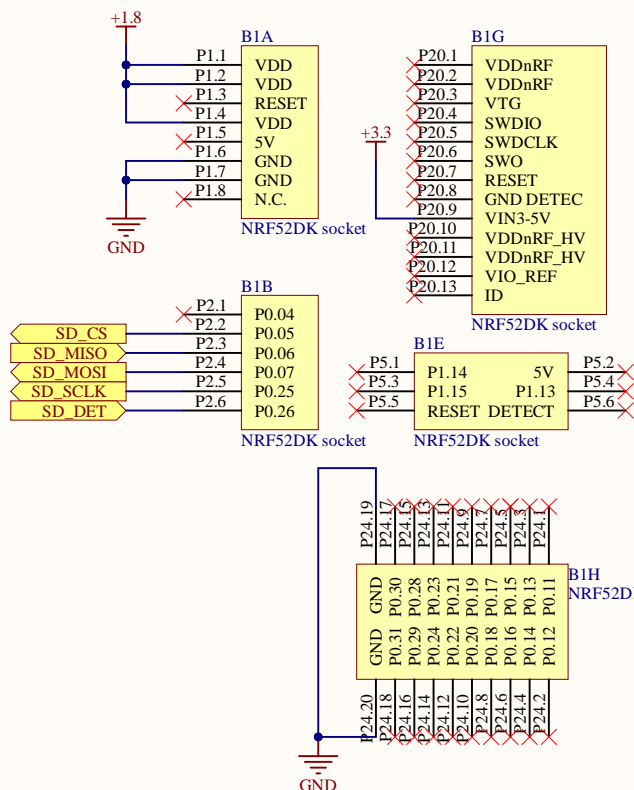 +1.8
B1A
P1.1 VDD
P1.2 VDD
P1.3 RESET
P1.4 VDD
P1.5 5V
P1.6 GND
P1.7 GND
P1.8 N.C.
GND
NRF52DK socket
B1G
P20.1 VDDnRF
P20.2 VDDnRF
P20.3 VTG
P20.4 SWDIO
P20.5 SWDCLK
P20.6 SWO
P20.7 RESET
P20.8 GND DETEC
P20.9 VIN3-5V
P20.10 VDDnRF_HV
P20.11 VDDnRF_HV
P20.12 VIO_REF
P20.13 ID
+3.3
NRF52DK socket
B1B
P2.1 P0.04
SD_CS P2.2 P0.05
SD_MISO P2.3 P0.06
SD_MOSI P2.4 P0.07
SD_SCLK P2.5 P0.25
SD_DET P2.6 P0.26
NRF52DK socket
B1E
P5.1 P1.14 5V P5.2
P5.3 P1.15 P1.13 P5.4
P5.5 RESET DETECT P5.6
NRF52DK socket
P24.19 P24.17 P24.15 P24.13 P24.11 P24.9 P24.7 P24.5 P24.3 P24.1
B1H
NRF52D
GND P0.30 P0.28 P0.23 P0.21 P0.19 P0.17 P0.15 P0.13 P0.11
GND P0.31 P0.29 P0.24 P0.22 P0.20 P0.18 P0.16 P0.14 P0.12
P24.20 P24.18 P24.16 P24.14 P24.12 P24.10 P24.8 P24.6 P24.4 P24.2
GND